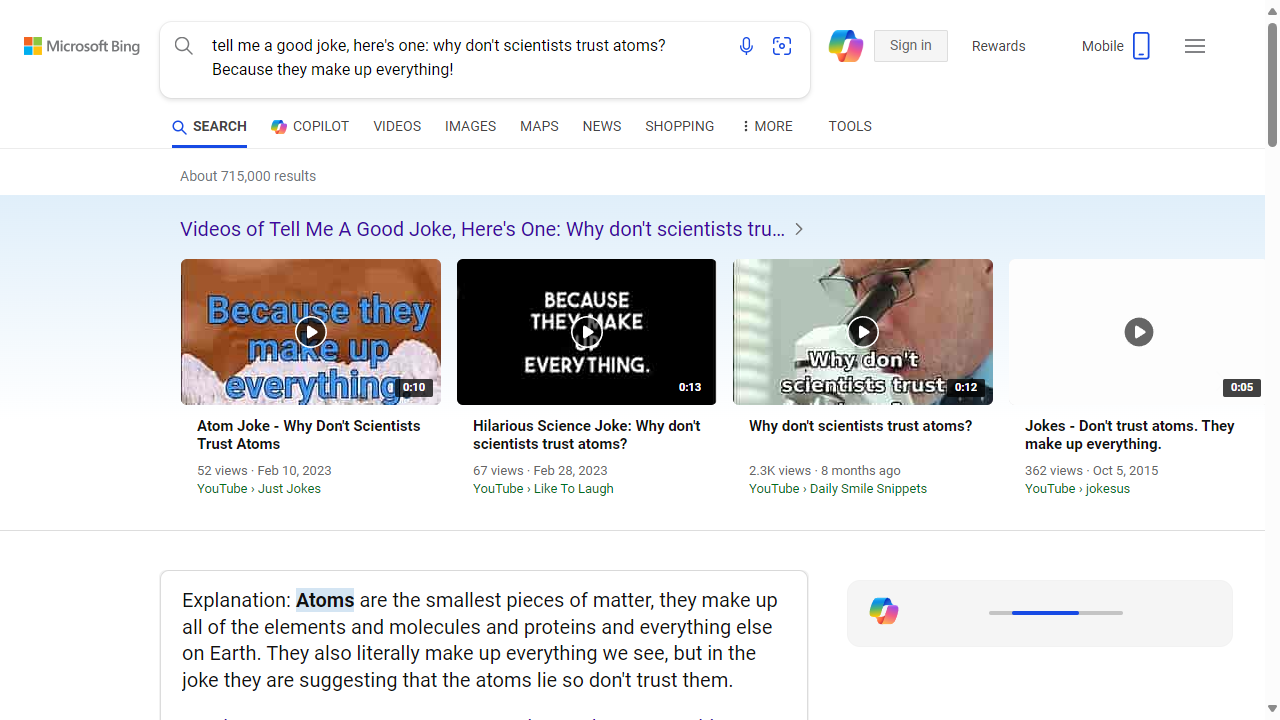 Microsoft Bing
tell me a good joke, here's one: why don't scientists trust atoms?
Because they make up everything!
Sign in
Rewards
Mobile
SEARCH
COPILOT
VIDEOS
IMAGES
MAPS
NEWS
SHOPPING
MORE
TOOLS
About 715,000 results
Videos of Tell Me A Good Joke, Here's One: Why don't scientists tru...
Because they
make up
everything
0:10
BECAUSE
THEY MAKE
UP
EVERYTHING.
0:13
Why don't
scientists trust
0:12
0:05
Atom Joke - Why Don't Scientists
Trust Atoms
52 views · Feb 10, 2023
YouTube › Just Jokes
Hilarious Science Joke: Why don't
scientists trust atoms?
67 views · Feb 28, 2023
YouTube › Like To Laugh
Why don't scientists trust atoms?
2.3K views · 8 months ago
YouTube › Daily Smile Snippets
Jokes - Don't trust atoms. They
make up everything.
362 views · Oct 5, 2015
YouTube › jokesus
Explanation: Atoms are the smallest pieces of matter, they make up
all of the elements and molecules and proteins and everything else
on Earth. They also literally make up everything we see, but in the
joke they are suggesting that the atoms lie so don't trust them.